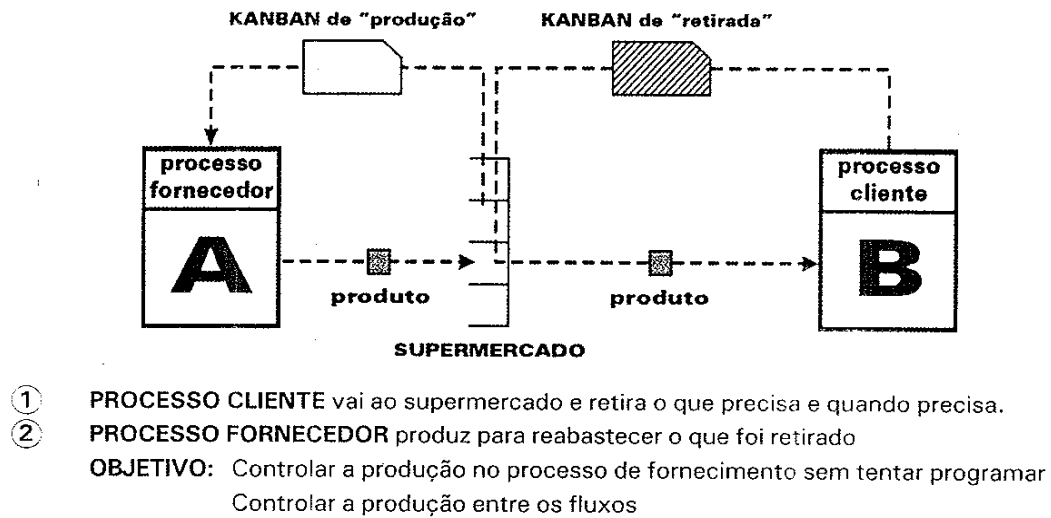 KANBAN de "produção"
KANBAN de "retirada"
processo
fornecedor
A
produto
processo
cliente
B
produto
SUPERMERCADO
1 PROCESSO CLIENTE vai ao supermercado e retira o que precisa e quando precisa.
2 PROCESSO FORNECEDOR produz para reabastecer o que foi retirado
OBJETIVO: Controlar a produção no processo de fornecimento sem tentar programar
Controlar a produção entre os fluxos